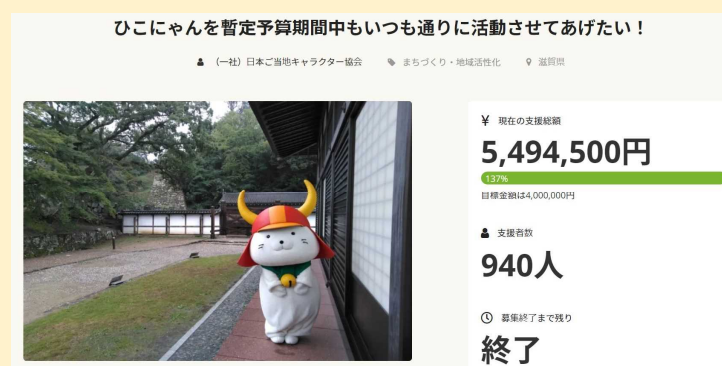 ひこにゃんを暫定予算期間中もいつも通りに活動させてあげたい！
（一社）日本ご当地キャラクター協会 まちづくり・地域活性化 滋賀県
¥ 現在の支援総額
5,494,500円
137%
目標金額は4,000,000円
支援者数
940人
募集終了まで残り
終了